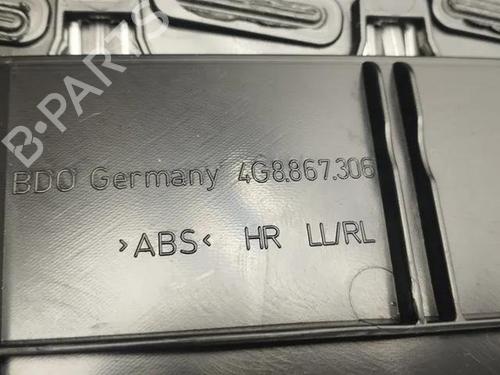 B-PARTS
BDO Germany 4G8.867.306
>ABS< HR LL/RL